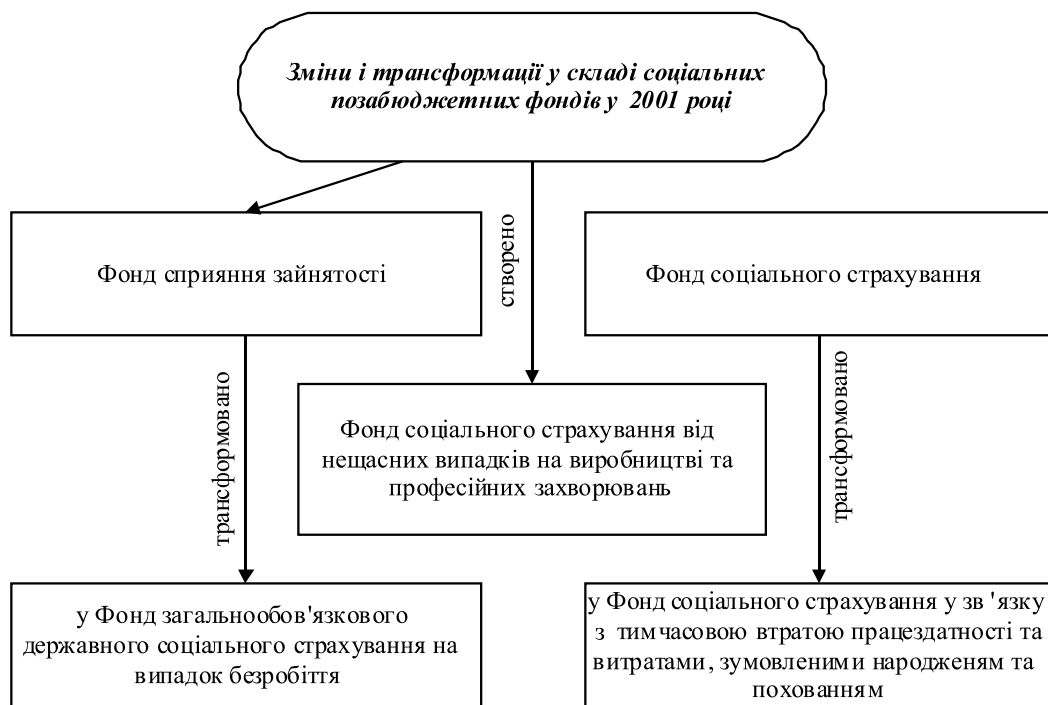 Зміни і трансформації у складі соціальних
позабюджетних фондів у 2001 році
Фонд сприяння зайнятості
створено
Фонд соціального страхування
трансформовано
Фонд соціального страхування від
нещасних випадків на виробництві та
професійних захворювань
трансформовано
у Фонд загальнообов'язкового
державного соціального страхування на
випадок безробіття
у Фонд соціального страхування у зв 'язку
з тимчасовою втратою працездатності та
витратами, зумовленими народженям та
похованням